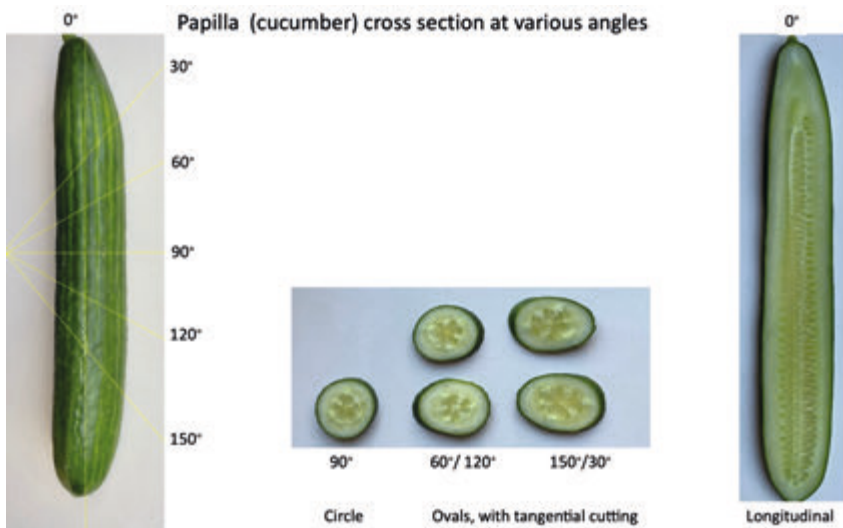 Papilla (cucumber) cross section at various angles
0°
30°
60°
90°
120°
150°
0°
90°
60°/ 120°
150°/30°
Circle
Ovals, with tangential cutting
Longitudinal